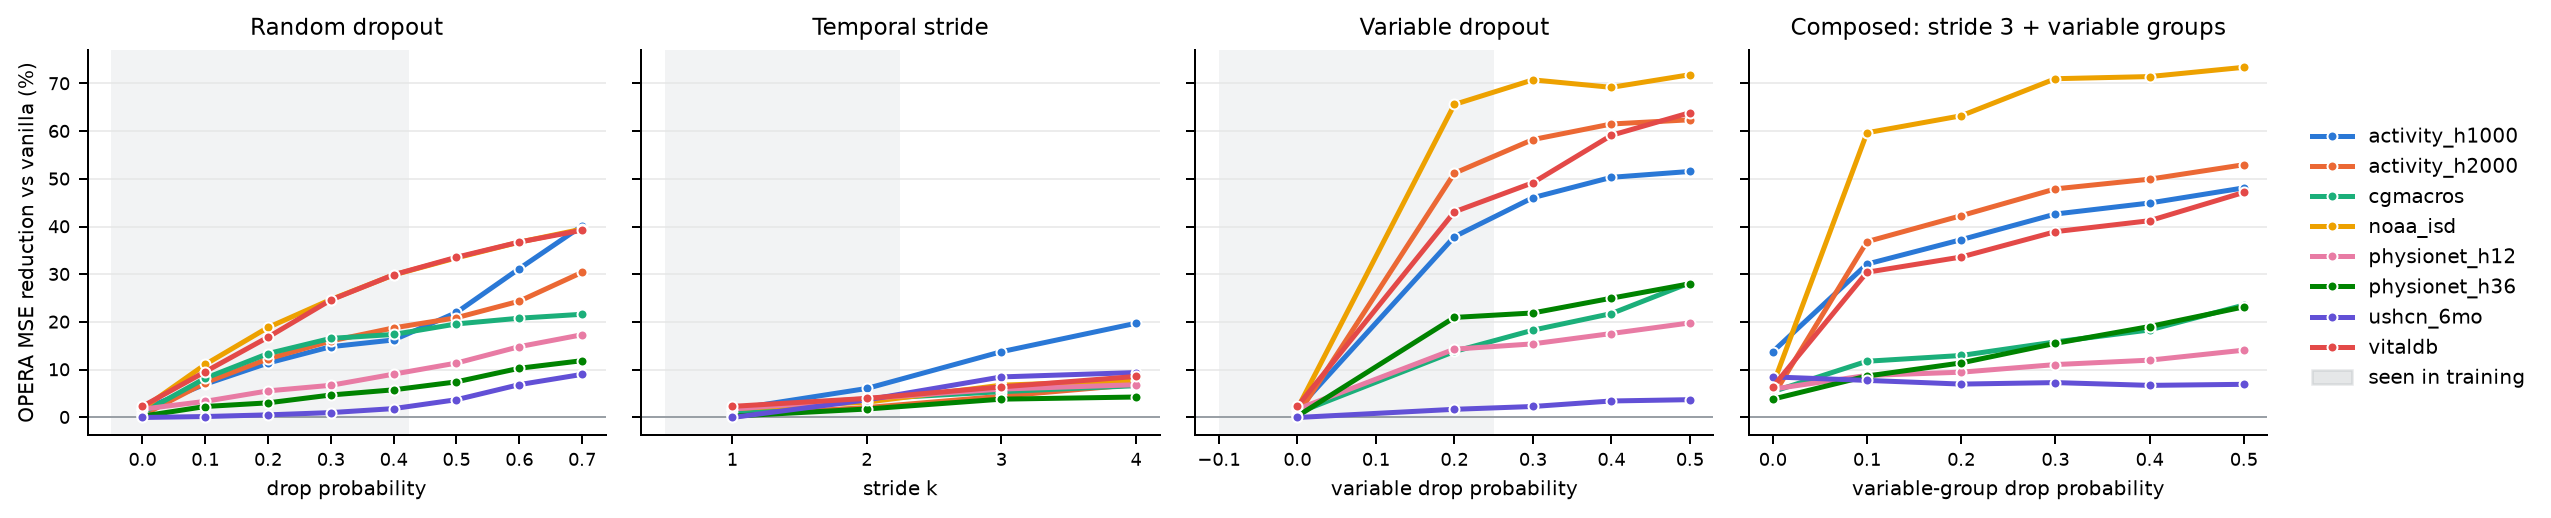 Random dropout
Temporal stride
Variable dropout
Composed: stride 3 + variable groups
OPERA MSE reduction vs vanilla (%)
70
60
50
40
30
20
10
0
0.0 0.1 0.2 0.3 0.4 0.5 0.6 0.7
drop probability
1 2 3 4
stride k
−0.1 0.0 0.1 0.2 0.3 0.4 0.5
variable drop probability
0.0 0.1 0.2 0.3 0.4 0.5
variable-group drop probability
activity_h1000
activity_h2000
cgmacros
noaa_isd
physionet_h12
physionet_h36
ushcn_6mo
vitaldb
seen in training